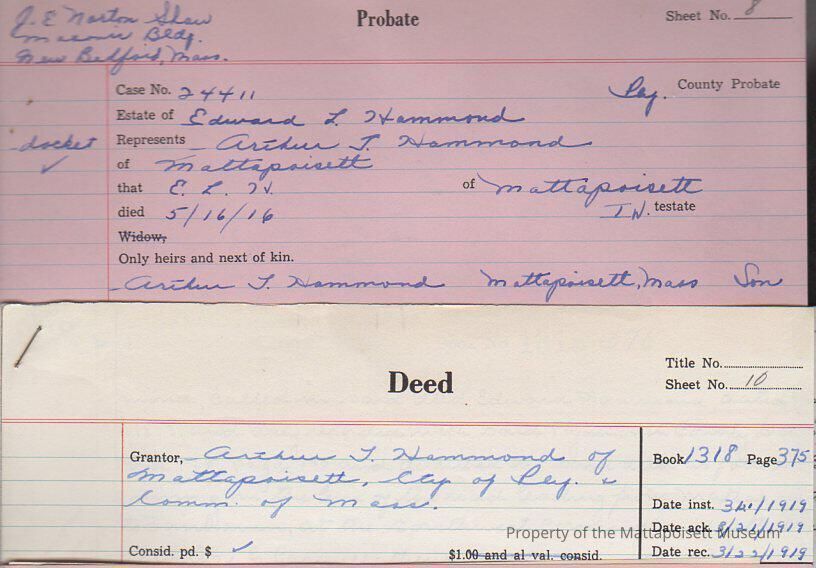 J. E Norton Shaw
Masonic Bldg.
New Bedford, Mass.
Probate
Sheet No. 8
Case No. 24411
Ply. County Probate
Estate of Edward L Hammond
docket ✓
Represents Arthur T. Hammond
of Mattapoisett
that E. L. H. of Mattapoisett
died 5/16/16 IN. testate
Widow,
Only heirs and next of kin.
Arthur T. Hammond Mattapoisett, Mass Son
Deed
Title No.
Sheet No. 10
Grantor, Arthur T. Hammond of
Mattapoisett, Cty of Ply. &
Comm. of Mass.
Consid. pd. $ ✓
$1.00 and al val. consid.
Book 1318 Page 375
Date inst. /1919
Date ack. 3/21/1919
Date rec. 3/22/1919
Property of the Mattapoisett Museum